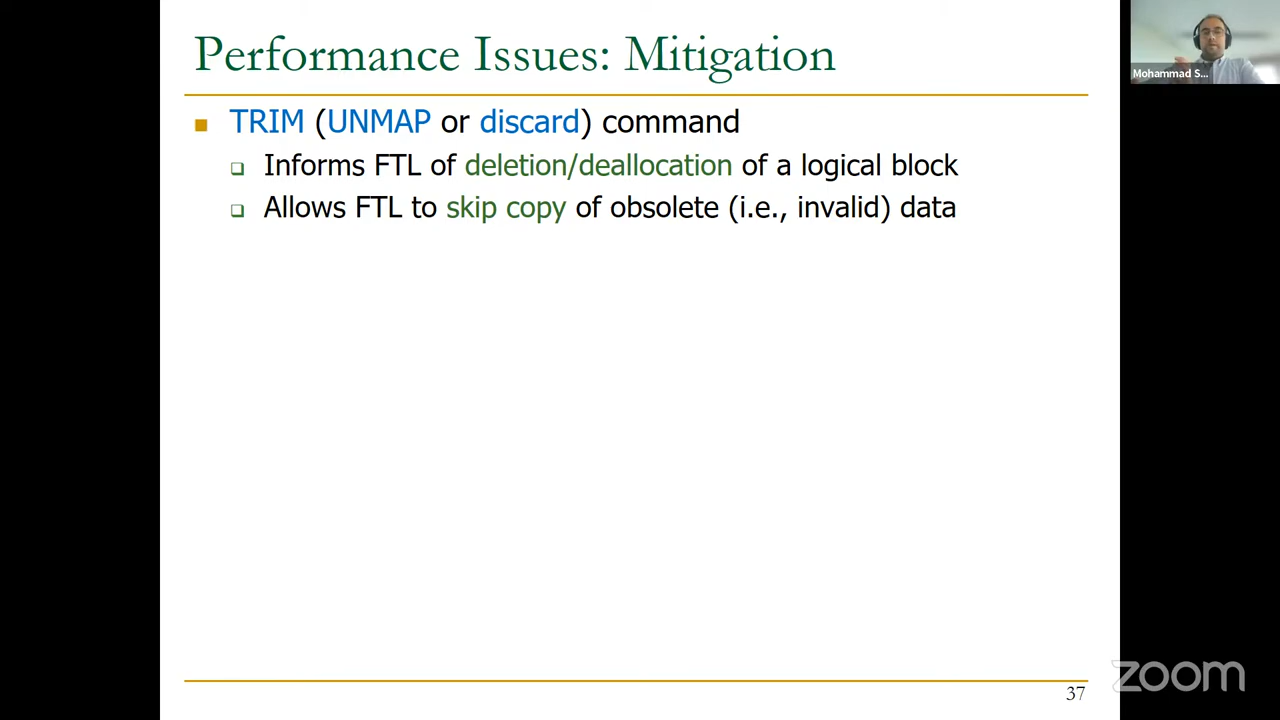 Performance Issues: Mitigation
Mohammad S...
TRIM (UNMAP or discard) command
Informs FTL of deletion/deallocation of a logical block
Allows FTL to skip copy of obsolete (i.e., invalid) data
37
zoom